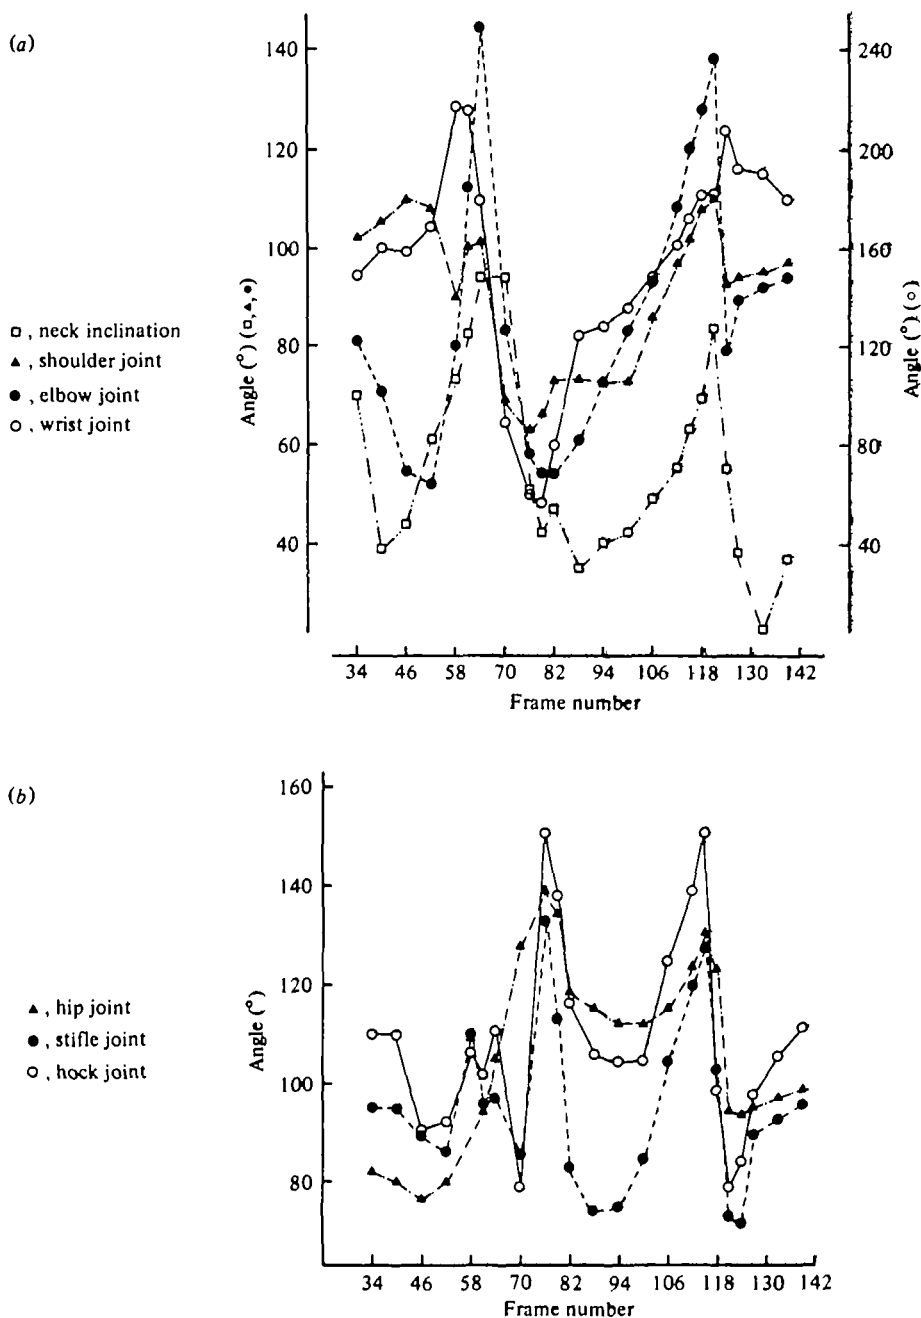 (a)
140
120
100
80
60
40
Angle (°) (□, ▲, ●)
240
200
160
120
80
40
Angle (°) (○)
□, neck inclination
▲, shoulder joint
●, elbow joint
○, wrist joint
34 46 58 70 82 94 106 118 130 142
Frame number
(b)
160
140
120
100
80
Angle (°)
▲, hip joint
●, stifle joint
○, hock joint
34 46 58 70 82 94 106 118 130 142
Frame number